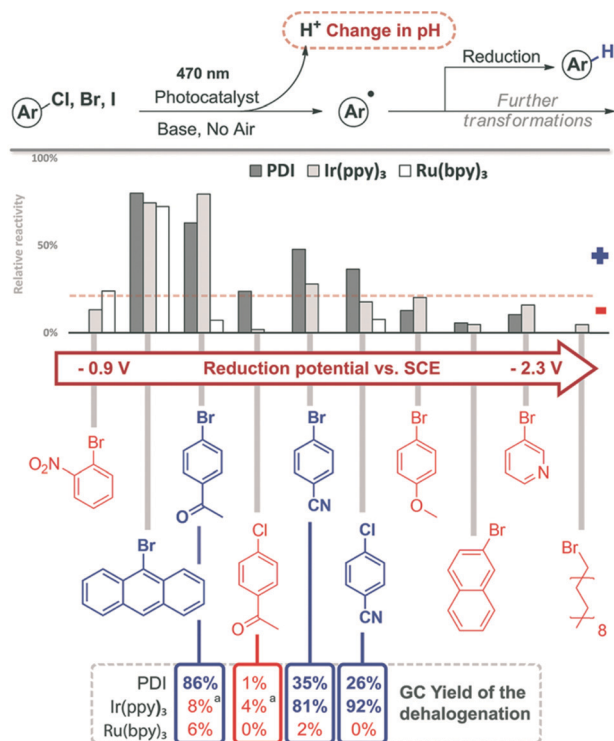 H⁺ Change in pH
470 nm
Photocatalyst
Base, No Air
Ar
Cl, Br, I
Ar•
Reduction
Ar
H
Further
transformations
PDI Ir(ppy)₃ Ru(bpy)₃
Relative reactivity
100%
50%
0%
+
-
- 0.9 V Reduction potential vs. SCE - 2.3 V
Br
O₂N
Br
O
Br
CN
Br
O
Br
N
Br
Cl
O
Cl
CN
Br
Br
8
PDI 86% 1% 35% 26%
Ir(ppy)₃ 8%ᵃ 4%ᵃ 81% 92%
Ru(bpy)₃ 6% 0% 2% 0%
GC Yield of the
dehalogenation